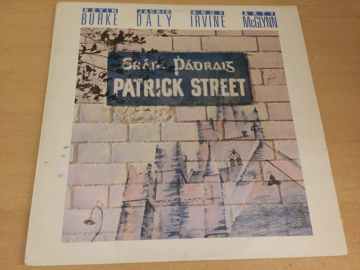 KEVIN BURKE
JACKIE DALY
ANDY IRVINE
ARTY McGLYNN
Sráid Pádraig
PATRICK STREET